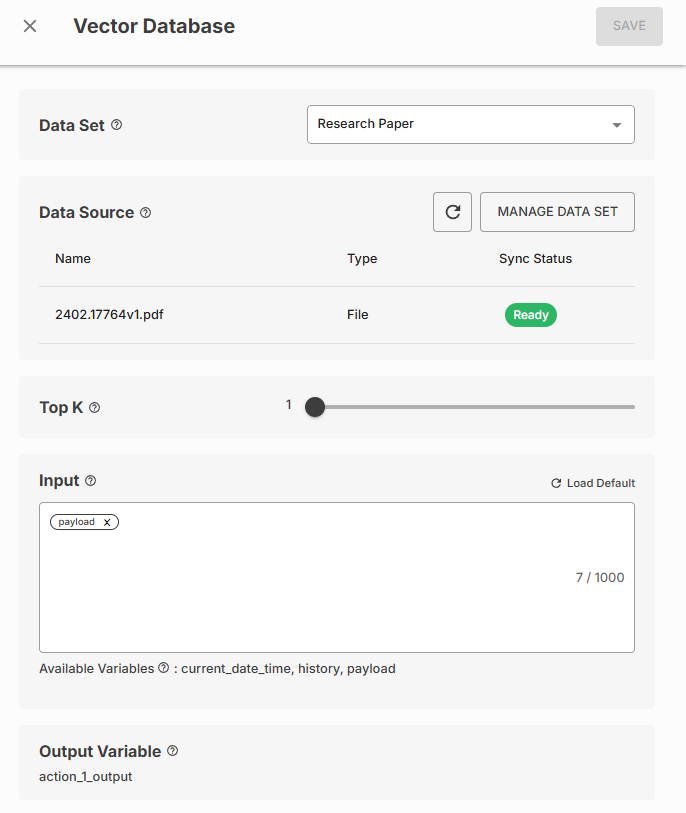 Vector Database
SAVE
Data Set
Research Paper
Data Source
MANAGE DATA SET
Name Type Sync Status
2402.17764v1.pdf File Ready
Top K 1
Input
Load Default
payload x
7 / 1000
Available Variables : current_date_time, history, payload
Output Variable
action_1_output